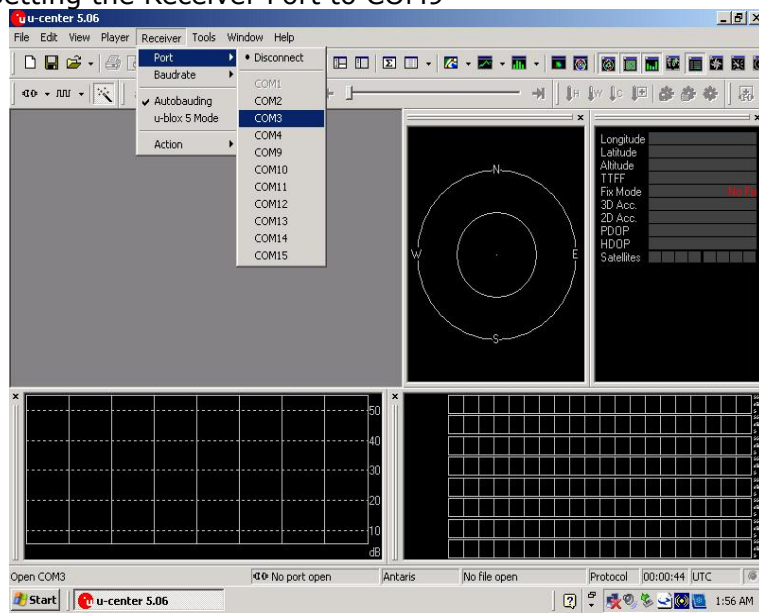 Setting the Receiver Port to COM9
u-center 5.06
File Edit View Player Receiver Tools Window Help
Port
Baudrate
Autobauding
u-blox 5 Mode
Action
Disconnect
COM1
COM2
COM3
COM4
COM9
COM10
COM11
COM12
COM13
COM14
COM15
N
W
E
S
Longitude
Latitude
Altitude
TTFF
Fix Mode
3D Acc.
2D Acc.
PDOP
HDOP
Satellites
50
40
30
20
10
dB
Open COM3 No port open Antaris No file open Protocol 00:00:44 UTC
Start u-center 5.06 1:56 AM